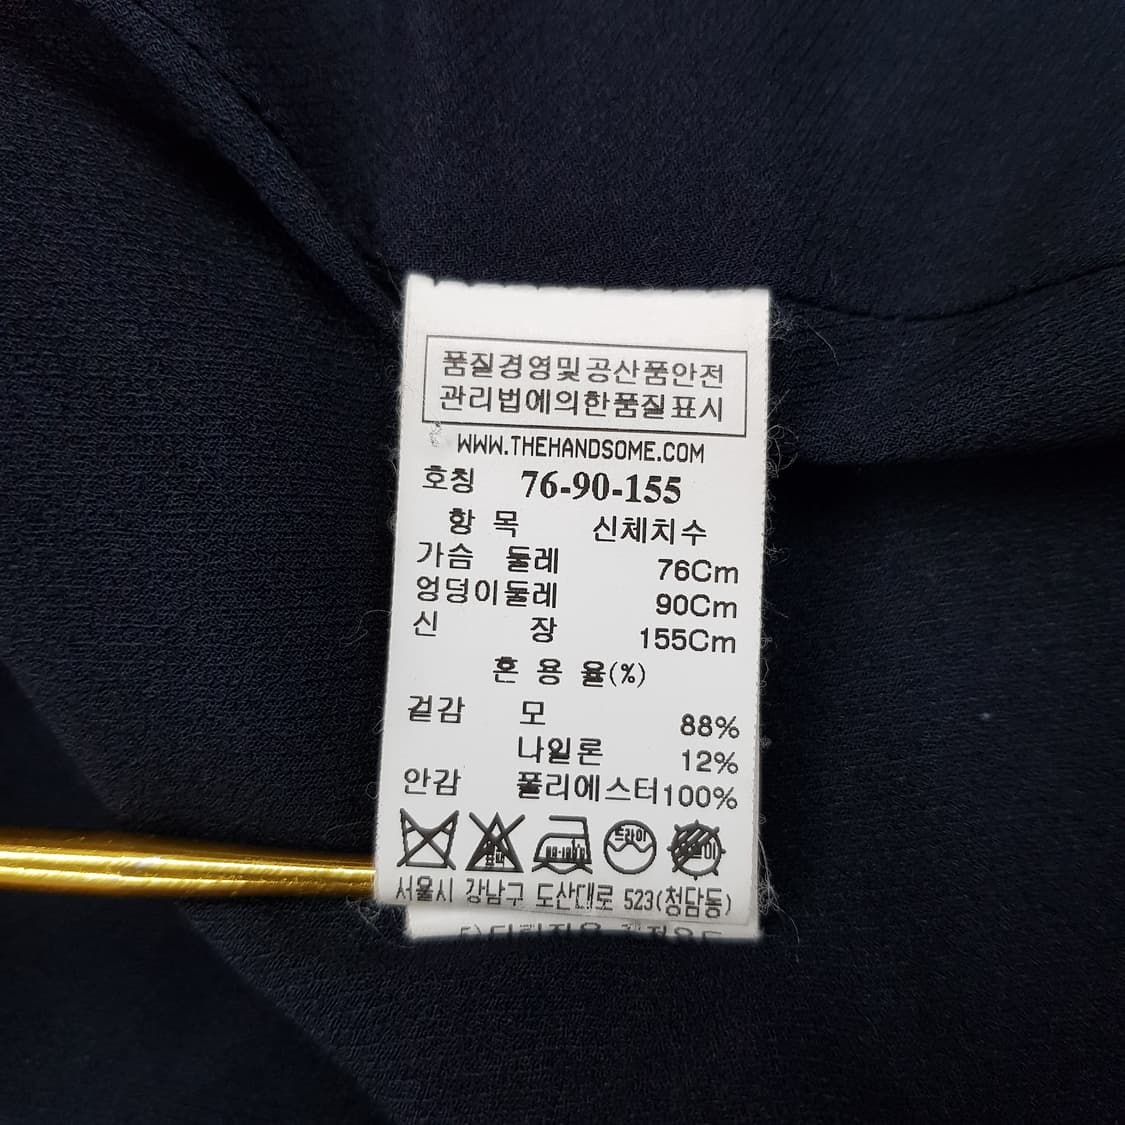 품질경영및공산품안전
관리법에의한품질표시
WWW.THEHANDSOME.COM
호칭 76-90-155
항 목 신체치수
가슴 둘레 76Cm
엉덩이둘레 90Cm
신 장 155Cm
혼 용 율(%)
겉감 모 88%
나일론 12%
안감 폴리에스터100%
드라이
서울시 강남구 도산대로 523(청담동)